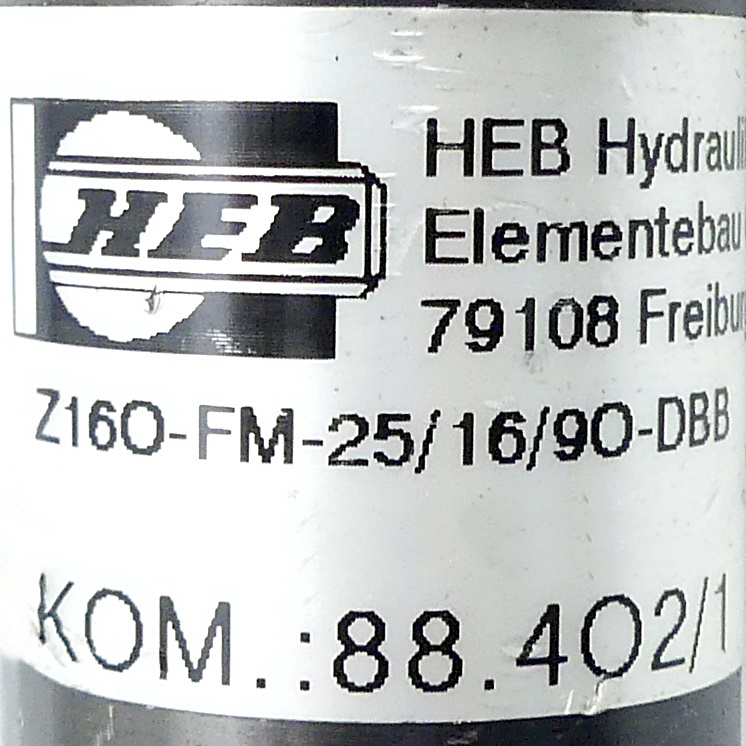 HEB
HEB Hydrauli
Elementebau
79108 Freibur
Z160-FM-25/16/90-DBB
KOM.:88.402/1